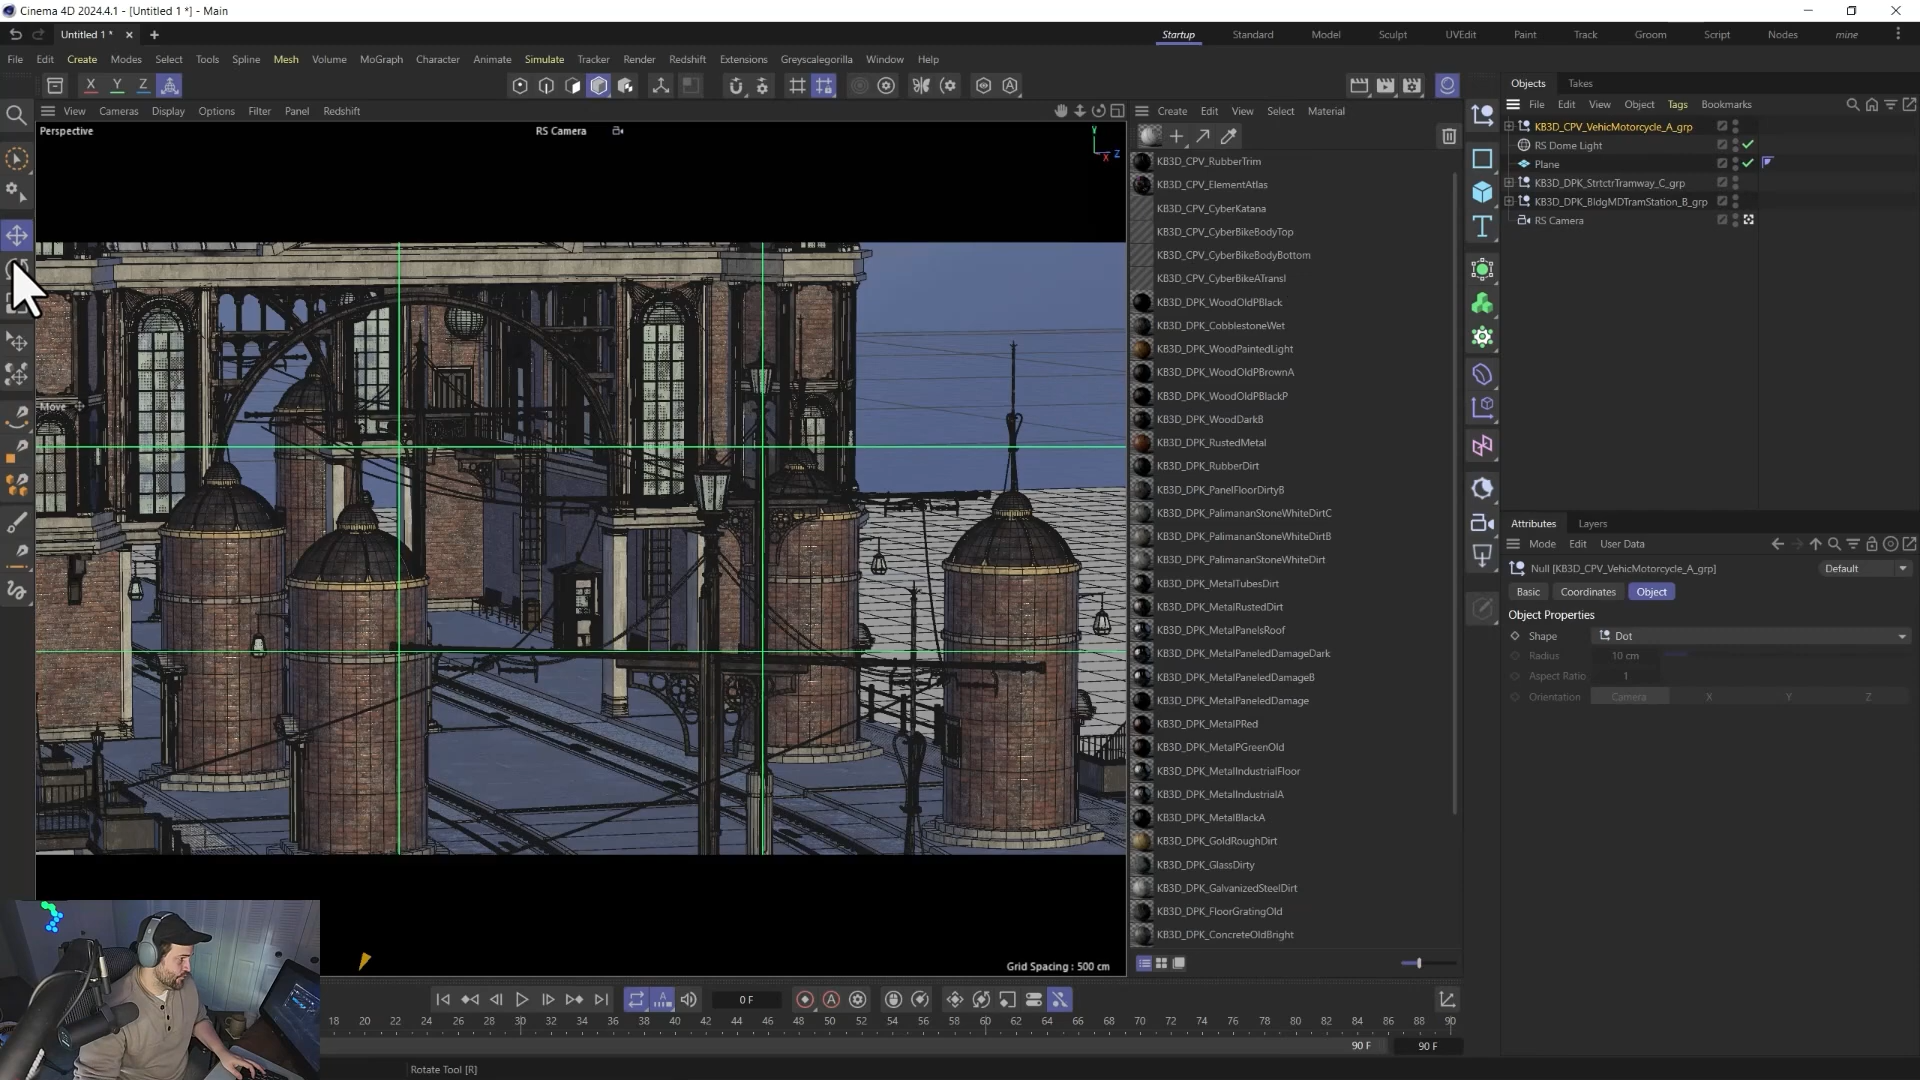 Cinema 4D 2024.4.1 - [Untitled 1 *] - Main
Untitled 1 *
Startup
Standard
Model
Sculpt
UVEdit
Paint
Track
Groom
Script
Nodes
mine
File
Edit
Create
Modes
Select
Tools
Spline
Mesh
Volume
MoGraph
Character
Animate
Simulate
Tracker
Render
Redshift
Extensions
Greyscalegorilla
Window
Help
X
Y
Z
View
Cameras
Display
Options
Filter
Panel
Redshift
Perspective
RS Camera
Y
X
Z
Move
Grid Spacing : 500 cm
Create
Edit
View
Select
Material
KB3D_CPV_RubberTrim
KB3D_CPV_ElementAtlas
KB3D_CPV_CyberKatana
KB3D_CPV_CyberBikeBodyTop
KB3D_CPV_CyberBikeBodyBottom
KB3D_CPV_CyberBikeATransl
KB3D_DPK_WoodOldPBlack
KB3D_DPK_CobblestoneWet
KB3D_DPK_WoodPaintedLight
KB3D_DPK_WoodOldPBrownA
KB3D_DPK_WoodOldPBlackP
KB3D_DPK_WoodDarkB
KB3D_DPK_RustedMetal
KB3D_DPK_RubberDirt
KB3D_DPK_PanelFloorDirtyB
KB3D_DPK_PalimananStoneWhiteDirtC
KB3D_DPK_PalimananStoneWhiteDirtB
KB3D_DPK_PalimananStoneWhiteDirt
KB3D_DPK_MetalTubesDirt
KB3D_DPK_MetalRustedDirt
KB3D_DPK_MetalPanelsRoof
KB3D_DPK_MetalPaneledDamageDark
KB3D_DPK_MetalPaneledDamageB
KB3D_DPK_MetalPaneledDamage
KB3D_DPK_MetalPRed
KB3D_DPK_MetalPGreenOld
KB3D_DPK_MetalIndustrialFloor
KB3D_DPK_MetalIndustrialA
KB3D_DPK_MetalBlackA
KB3D_DPK_GoldRoughDirt
KB3D_DPK_GlassDirty
KB3D_DPK_GalvanizedSteelDirt
KB3D_DPK_FloorGratingOld
KB3D_DPK_ConcreteOldBright
Objects
Takes
File
Edit
View
Object
Tags
Bookmarks
KB3D_CPV_VehicMotorcycle_A_grp
RS Dome Light
Plane
KB3D_DPK_StrtctrTramway_C_grp
KB3D_DPK_BldgMDTramStation_B_grp
RS Camera
Attributes
Layers
Mode
Edit
User Data
Null [KB3D_CPV_VehicMotorcycle_A_grp]
Default
Basic
Coordinates
Object
Object Properties
Shape
Dot
Radius
10 cm
Aspect Ratio
1
Orientation
Camera
X
Y
Z
0 F
18 20 22 24 26 28 30 32 34 36 38 40 42 44 46 48 50 52 54 56 58 60 62 64 66 68 70 72 74 76 78 80 82 84 86 88 90
90 F
90 F
Rotate Tool [R]